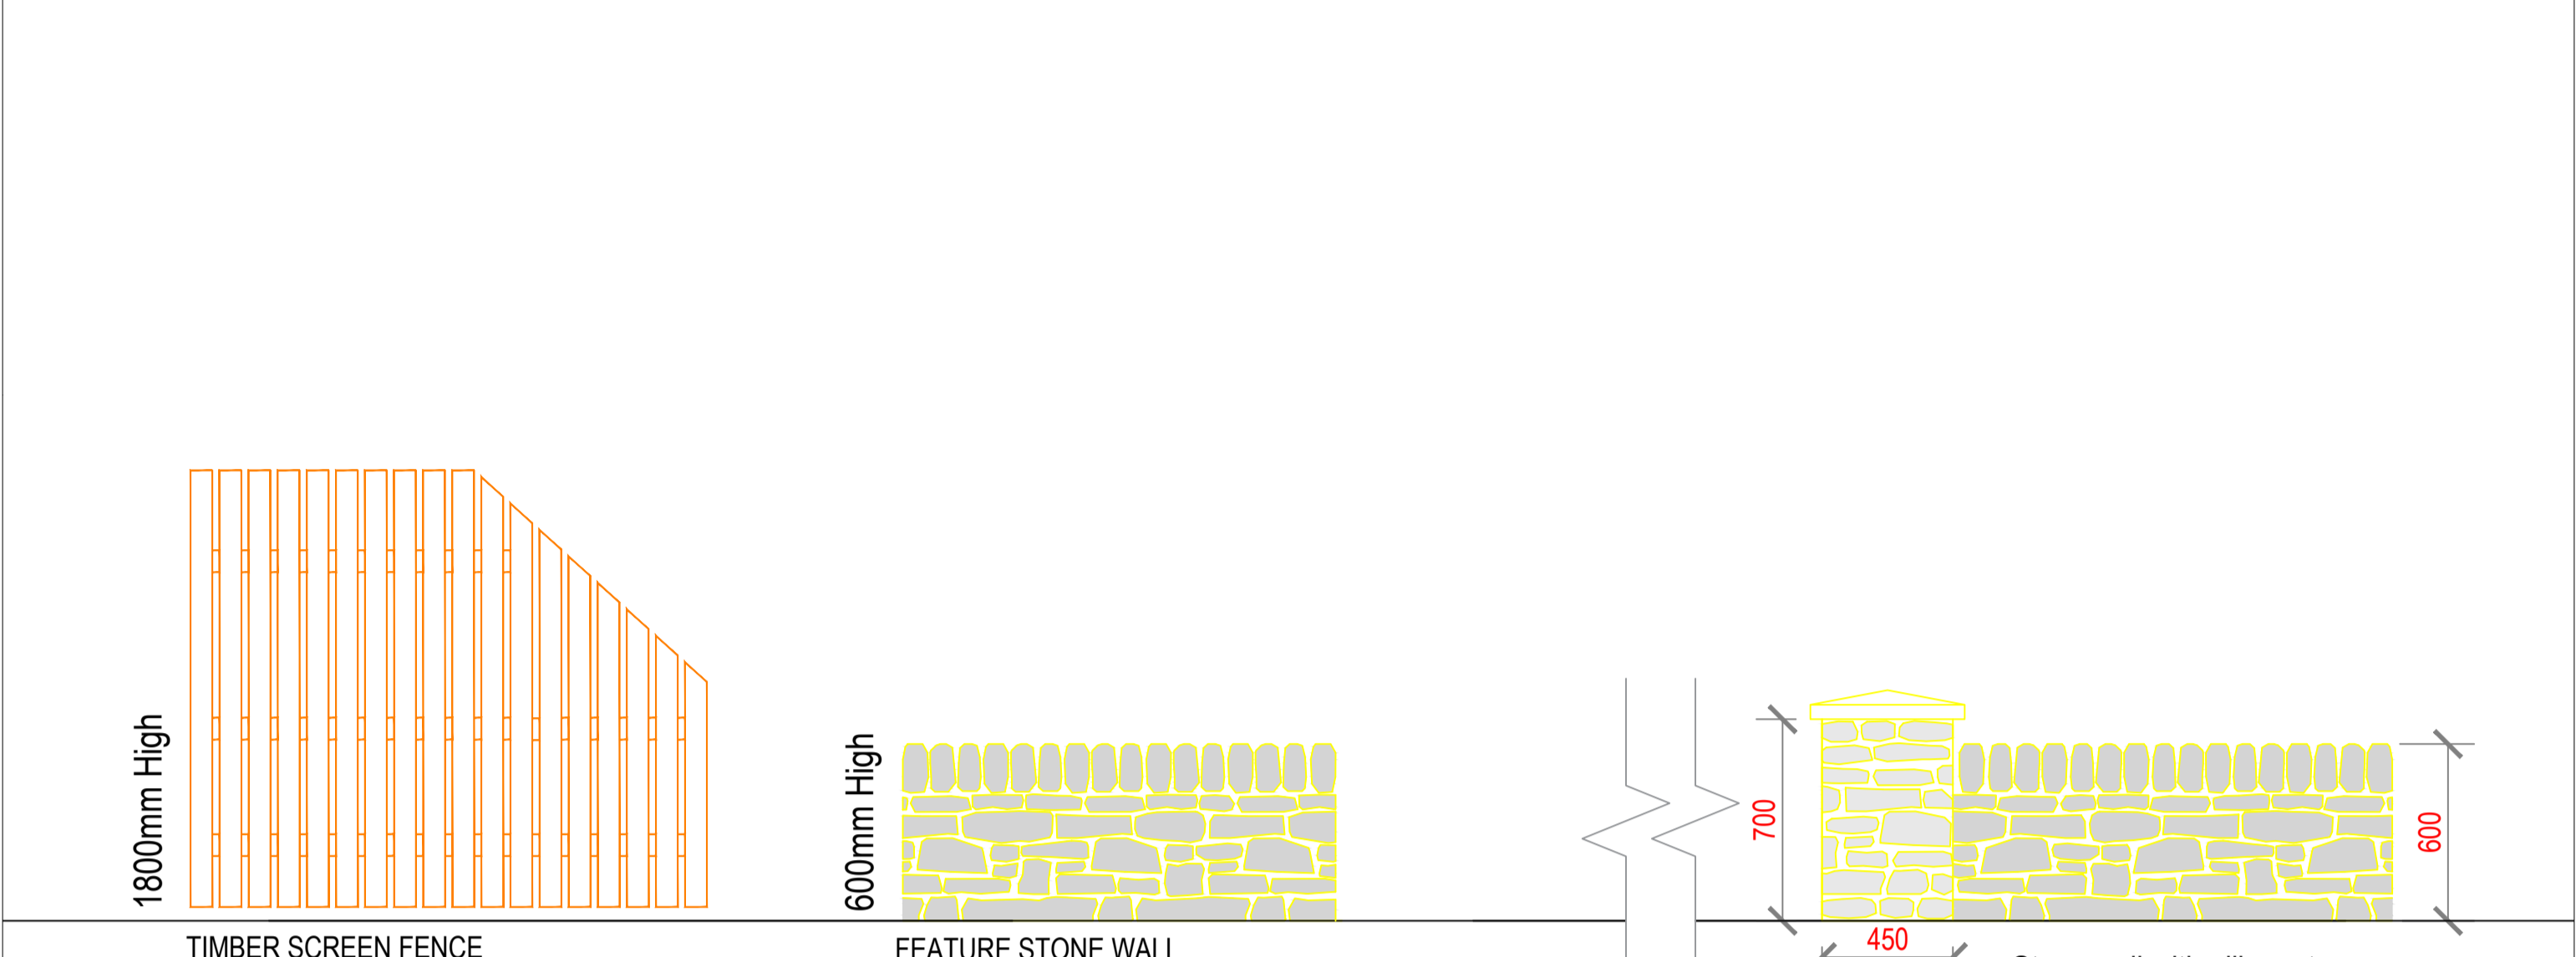 1800mm High
TIMBER SCREEN FENCE
600mm High
FEATURE STONE WALL
700
450
600